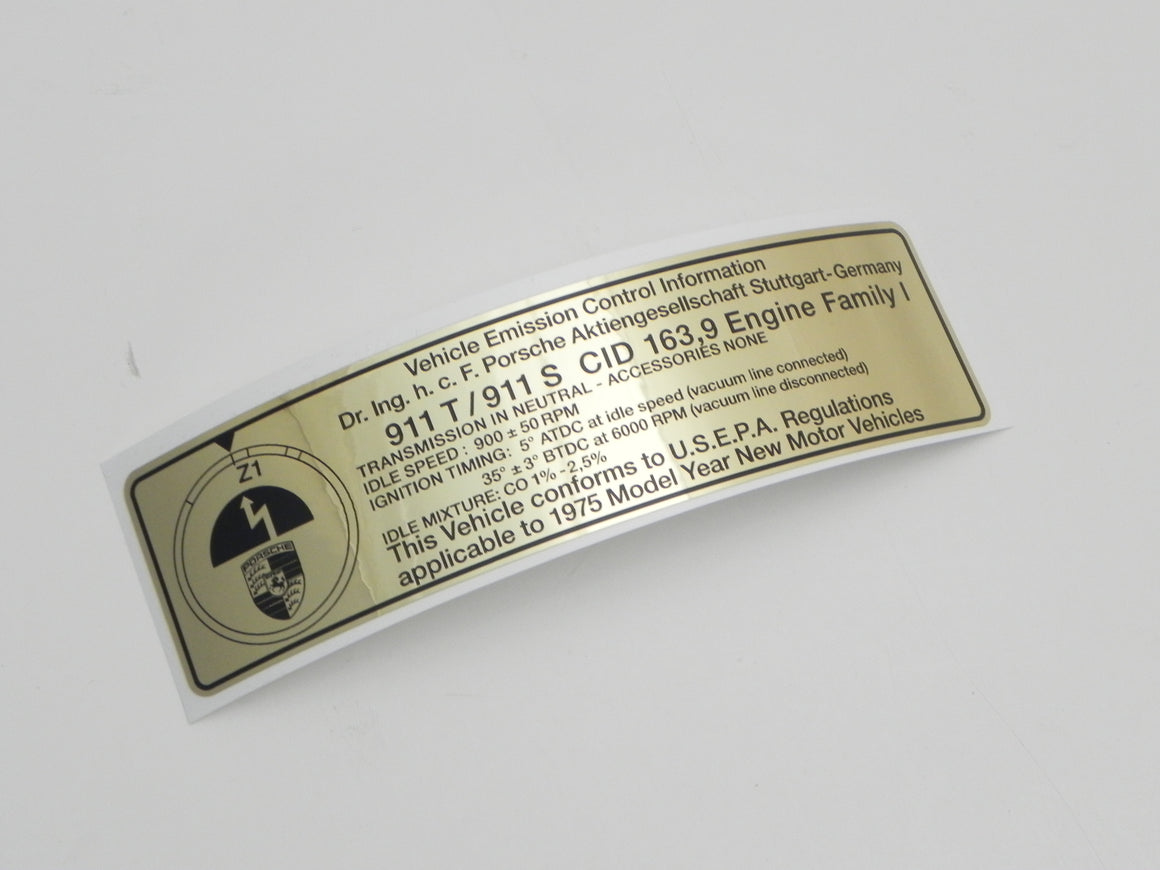 Vehicle Emission Control Information
Dr. Ing. h. c. F. Porsche Aktiengesellschaft Stuttgart-Germany
911 T / 911 S CID 163,9 Engine Family I
TRANSMISSION IN NEUTRAL - ACCESSORIES NONE
IDLE SPEED: 900 ± 50 RPM
IGNITION TIMING: 5° ATDC at idle speed (vacuum line connected)
35° ± 3° BTDC at 6000 RPM (vacuum line disconnected)
IDLE MIXTURE: CO 1% - 2,5%
This Vehicle conforms to U.S.E.P.A. Regulations
applicable to 1975 Model Year New Motor Vehicles
Z1
PORSCHE